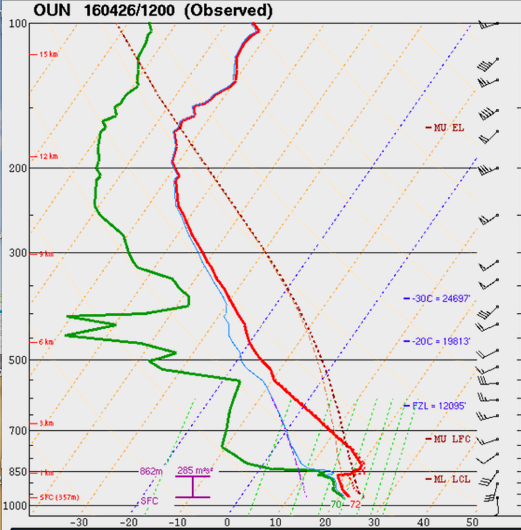 OUN 160426/1200 (Observed)
100
15 km
MU EL
12 km
200
300
9 km
-30C = 24697'
-20C = 19813'
6 km
500
FZL = 12095'
3 km
700
MU LFC
862m 285 m²s²
850
1 km
ML LCL
SFC (357m)
SFC
1000
70 72
-30 -20 -10 0 10 20 30 40 50